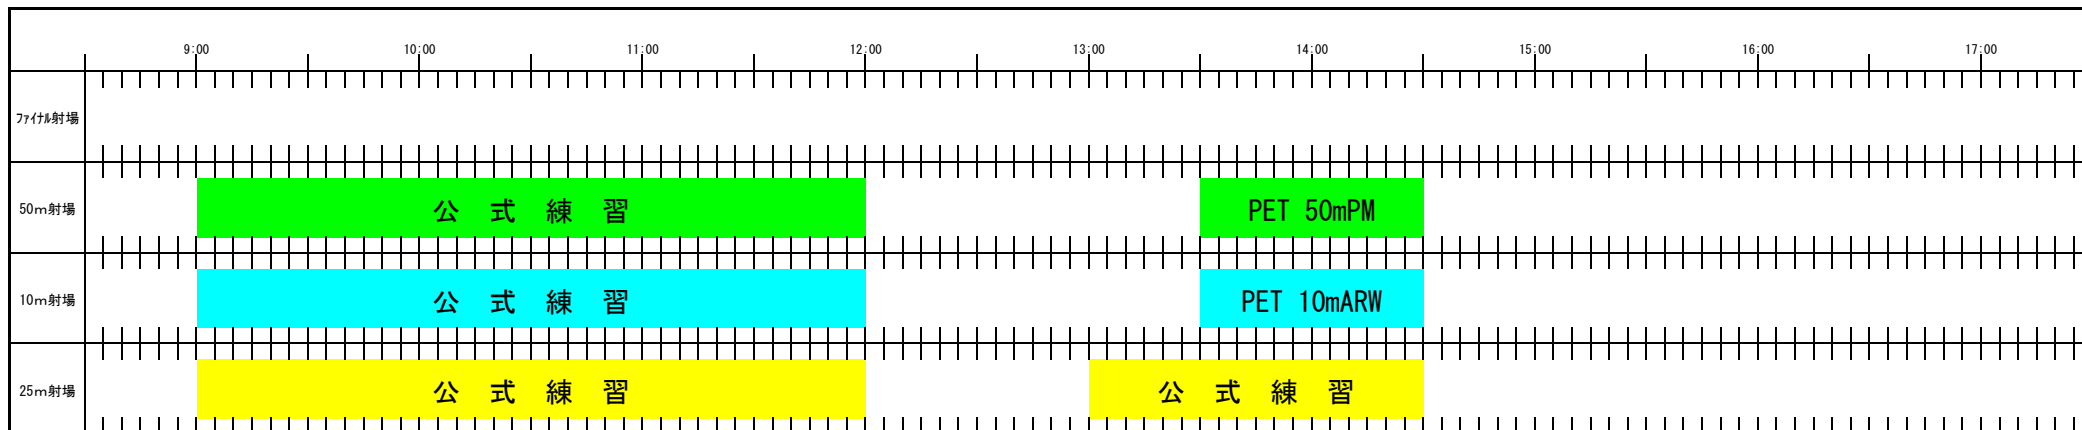 9:00 10:00 11:00 12:00 13:00 14:00 15:00 16:00 17:00
ﾌｧｲﾅﾙ射場
50ｍ射場 公 式 練 習 PET 50mPM
10ｍ射場 公 式 練 習 PET 10mARW
25ｍ射場 公 式 練 習 公 式 練 習